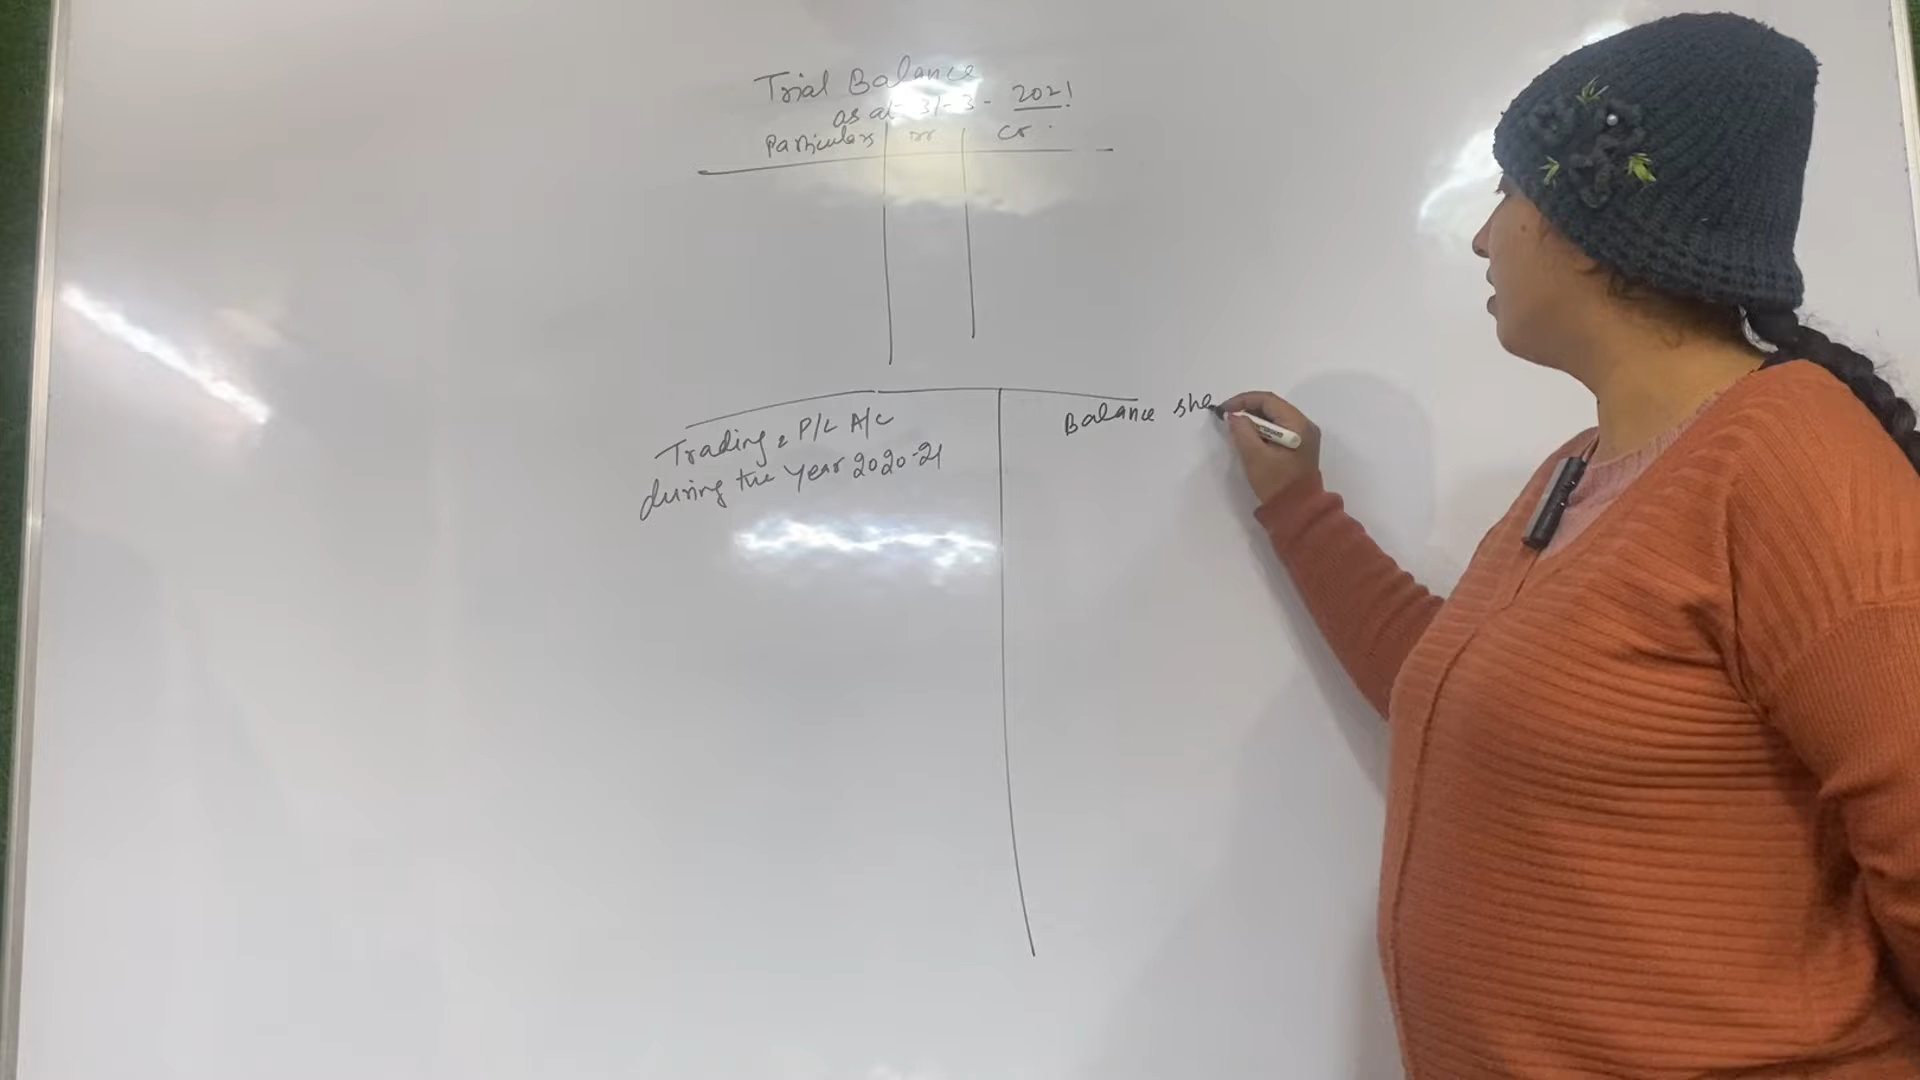 Trial Balance
as at 31-3-2021
Particulars Dr Cr.
Trading & P/L A/C
during the Year 2020-21
Balance She